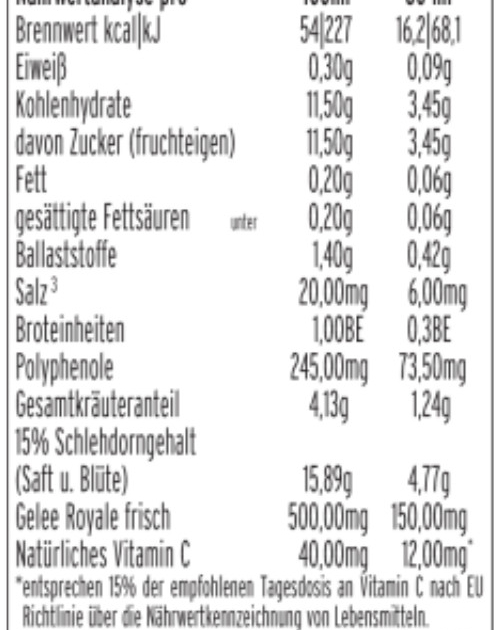 Nährwertanalyse pro 100ml 30 ml
Brennwert kcal|kJ 54|227 16,2|68,1
Eiweiß 0,30g 0,09g
Kohlenhydrate 11,50g 3,45g
davon Zucker (fruchteigen) 11,50g 3,45g
Fett 0,20g 0,06g
gesättigte Fettsäuren unter 0,20g 0,06g
Ballaststoffe 1,40g 0,42g
Salz ³ 20,00mg 6,00mg
Broteinheiten 1,00BE 0,3BE
Polyphenole 245,00mg 73,50mg
Gesamtkräuteranteil 4,13g 1,24g
15% Schlehdorngehalt
(Saft u. Blüte) 15,89g 4,77g
Gelee Royale frisch 500,00mg 150,00mg
Natürliches Vitamin C 40,00mg 12,00mg*
*entsprechen 15% der empfohlenen Tagesdosis an Vitamin C nach EU
Richtlinie über die Nährwertkennzeichnung von Lebensmitteln.